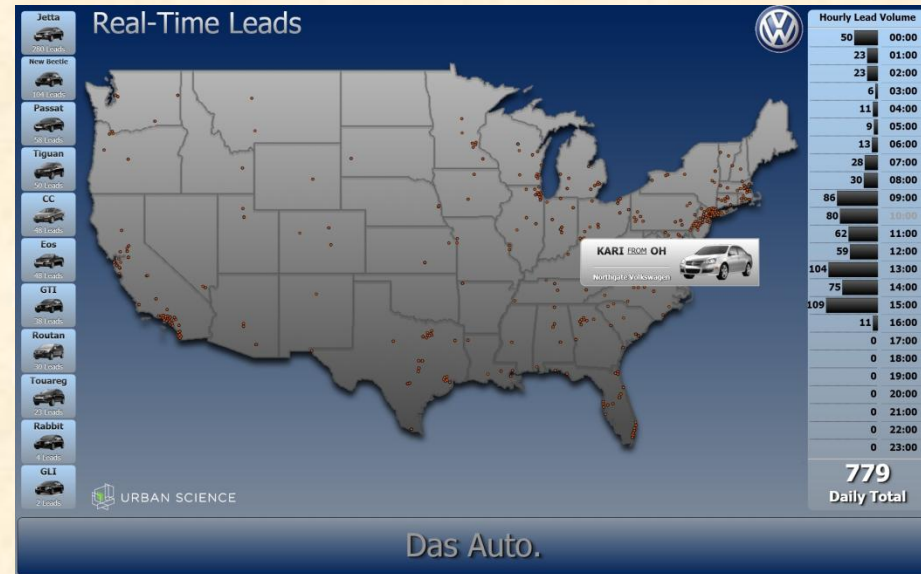 Jetta
280 Leads
New Beetle
104 Leads
Passat
58 Leads
Tiguan
50 Leads
CC
48 Leads
Eos
48 Leads
GTI
38 Leads
Routan
30 Leads
Touareg
23 Leads
Rabbit
4 Leads
GLI
2 Leads
Real-Time Leads
KARI FROM OH
Northgate Volkswagen
URBAN SCIENCE
Hourly Lead Volume
50 00:00
23 01:00
23 02:00
6 03:00
11 04:00
9 05:00
13 06:00
28 07:00
30 08:00
86 09:00
80 10:00
62 11:00
59 12:00
104 13:00
75 14:00
109 15:00
11 16:00
0 17:00
0 18:00
0 19:00
0 20:00
0 21:00
0 22:00
0 23:00
779
Daily Total
Das Auto.